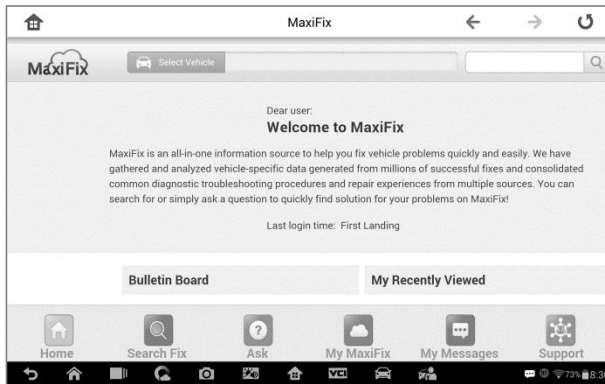 MaxiFix
MaxiFix
Select Vehicle
Dear user:
Welcome to MaxiFix
MaxiFix is an all-in-one information source to help you fix vehicle problems quickly and easily. We have
gathered and analyzed vehicle-specific data generated from millions of successful fixes and consolidated
common diagnostic troubleshooting procedures and repair experiences from multiple sources. You can
search for or simply ask a question to quickly find solution for your problems on MaxiFix!
Last login time: First Landing
Bulletin Board
My Recently Viewed
Home
Search Fix
Ask
My MaxiFix
My Messages
Support
VCI
73%